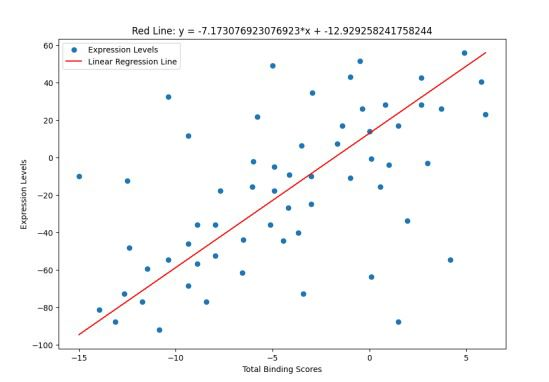 Red Line: y = -7.173076923076923*x + -12.929258241758244
Expression Levels
Linear Regression Line
Expression Levels
60
40
20
0
−20
−40
−60
−80
−100
−15
−10
−5
0
5
Total Binding Scores